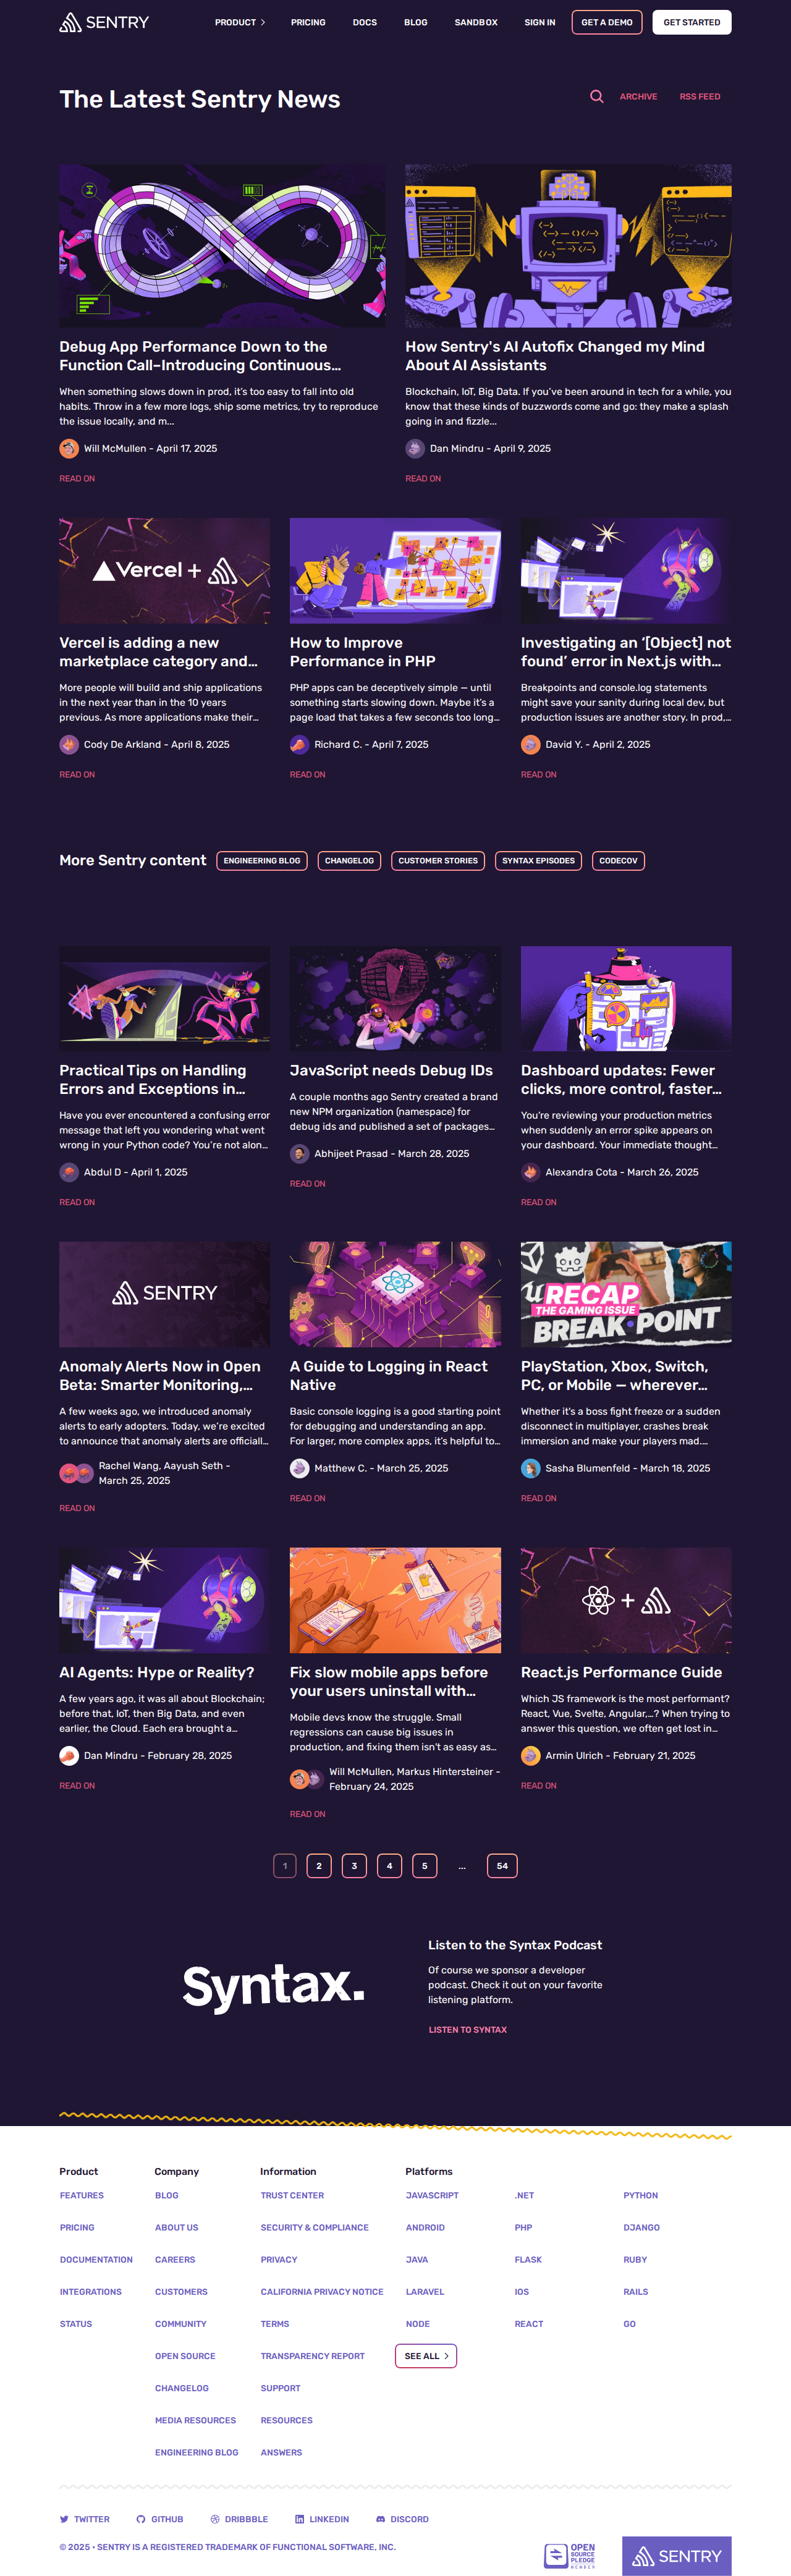 SENTRY
PRODUCT
PRICING
DOCS
BLOG
SANDBOX
SIGN IN
GET A DEMO
GET STARTED
The Latest Sentry News
ARCHIVE
RSS FEED
Debug App Performance Down to the
Function Call–Introducing Continuous…
When something slows down in prod, it’s too easy to fall into old
habits. Throw in a few more logs, ship some metrics, try to reproduce
the issue locally, and m...
Will McMullen - April 17, 2025
READ ON
How Sentry's AI Autofix Changed my Mind
About AI Assistants
Blockchain, IoT, Big Data. If you’ve been around in tech for a while, you
know that these kinds of buzzwords come and go: they make a splash
going in and fizzle...
Dan Mindru - April 9, 2025
READ ON
Vercel +
Vercel is adding a new
marketplace category and…
More people will build and ship applications
in the next year than in the 10 years
previous. As more applications make their…
Cody De Arkland - April 8, 2025
READ ON
How to Improve
Performance in PHP
PHP apps can be deceptively simple — until
something starts slowing down. Maybe it’s a
page load that takes a few seconds too long…
Richard C. - April 7, 2025
READ ON
Investigating an ‘[Object] not
found’ error in Next.js with…
Breakpoints and console.log statements
might save your sanity during local dev, but
production issues are another story. In prod,…
David Y. - April 2, 2025
READ ON
More Sentry content
ENGINEERING BLOG
CHANGELOG
CUSTOMER STORIES
SYNTAX EPISODES
CODECOV
Practical Tips on Handling
Errors and Exceptions in…
Have you ever encountered a confusing error
message that left you wondering what went
wrong in your Python code? You’re not alon…
Abdul D - April 1, 2025
READ ON
JavaScript needs Debug IDs
A couple months ago Sentry created a brand
new NPM organization (namespace) for
debug ids and published a set of packages…
Abhijeet Prasad - March 28, 2025
READ ON
Dashboard updates: Fewer
clicks, more control, faster…
You’re reviewing your production metrics
when suddenly an error spike appears on
your dashboard. Your immediate thought…
Alexandra Cota - March 26, 2025
READ ON
SENTRY
Anomaly Alerts Now in Open
Beta: Smarter Monitoring,…
A few weeks ago, we introduced anomaly
alerts to early adopters. Today, we’re excited
to announce that anomaly alerts are officiall…
Rachel Wang, Aayush Seth -
March 25, 2025
READ ON
A Guide to Logging in React
Native
Basic console logging is a good starting point
for debugging and understanding an app.
For larger, more complex apps, it’s helpful to…
Matthew C. - March 25, 2025
READ ON
RECAP
THE GAMING ISSUE
BREAKPOINT
PlayStation, Xbox, Switch,
PC, or Mobile — wherever…
Whether it's a boss fight freeze or a sudden
disconnect in multiplayer, crashes break
immersion and make your players mad.…
Sasha Blumenfeld - March 18, 2025
READ ON
AI Agents: Hype or Reality?
A few years ago, it was all about Blockchain;
before that, IoT, then Big Data, and even
earlier, the Cloud. Each era brought a…
Dan Mindru - February 28, 2025
READ ON
Fix slow mobile apps before
your users uninstall with…
Mobile devs know the struggle. Small
regressions can cause big issues in
production, and fixing them isn't as easy as…
Will McMullen, Markus Hintersteiner -
February 24, 2025
READ ON
+
React.js Performance Guide
Which JS framework is the most performant?
React, Vue, Svelte, Angular,…? When trying to
answer this question, we often get lost in…
Armin Ulrich - February 21, 2025
READ ON
1
2
3
4
5
...
54
Syntax.
Listen to the Syntax Podcast
Of course we sponsor a developer
podcast. Check it out on your favorite
listening platform.
LISTEN TO SYNTAX
Product
FEATURES
PRICING
DOCUMENTATION
INTEGRATIONS
STATUS
Company
BLOG
ABOUT US
CAREERS
CUSTOMERS
COMMUNITY
OPEN SOURCE
CHANGELOG
MEDIA RESOURCES
ENGINEERING BLOG
Information
TRUST CENTER
SECURITY & COMPLIANCE
PRIVACY
CALIFORNIA PRIVACY NOTICE
TERMS
TRANSPARENCY REPORT
SUPPORT
RESOURCES
ANSWERS
Platforms
JAVASCRIPT
ANDROID
JAVA
LARAVEL
NODE
SEE ALL
.NET
PHP
FLASK
IOS
REACT
PYTHON
DJANGO
RUBY
RAILS
GO
TWITTER
GITHUB
DRIBBBLE
LINKEDIN
DISCORD
© 2025 • SENTRY IS A REGISTERED TRADEMARK OF FUNCTIONAL SOFTWARE, INC.
OPEN
SOURCE
PLEDGE
MEMBER
SENTRY